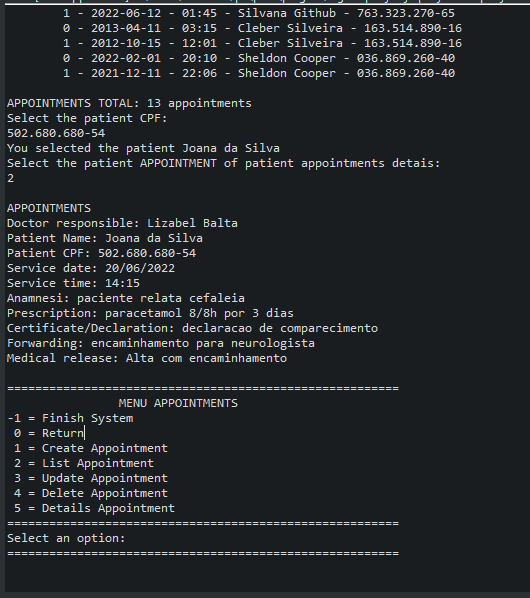 1 - 2022-06-12 - 01:45 - Silvana Github - 763.323.270-65
0 - 2013-04-11 - 03:15 - Cleber Silveira - 163.514.890-16
1 - 2012-10-15 - 12:01 - Cleber Silveira - 163.514.890-16
0 - 2022-02-01 - 20:10 - Sheldon Cooper - 036.869.260-40
1 - 2021-12-11 - 22:06 - Sheldon Cooper - 036.869.260-40
APPOINTMENTS TOTAL: 13 appointments
Select the patient CPF:
502.680.680-54
You selected the patient Joana da Silva
Select the patient APPOINTMENT of patient appointments detais:
2
APPOINTMENTS
Doctor responsible: Lizabel Balta
Patient Name: Joana da Silva
Patient CPF: 502.680.680-54
Service date: 20/06/2022
Service time: 14:15
Anamnesi: paciente relata cefaleia
Prescription: paracetamol 8/8h por 3 dias
Certificate/Declaration: declaracao de comparecimento
Forwarding: encaminhamento para neurologista
Medical release: Alta com encaminhamento
========================================================
MENU APPOINTMENTS
-1 = Finish System
0 = Return
1 = Create Appointment
2 = List Appointment
3 = Update Appointment
4 = Delete Appointment
5 = Details Appointment
========================================================
Select an option:
========================================================